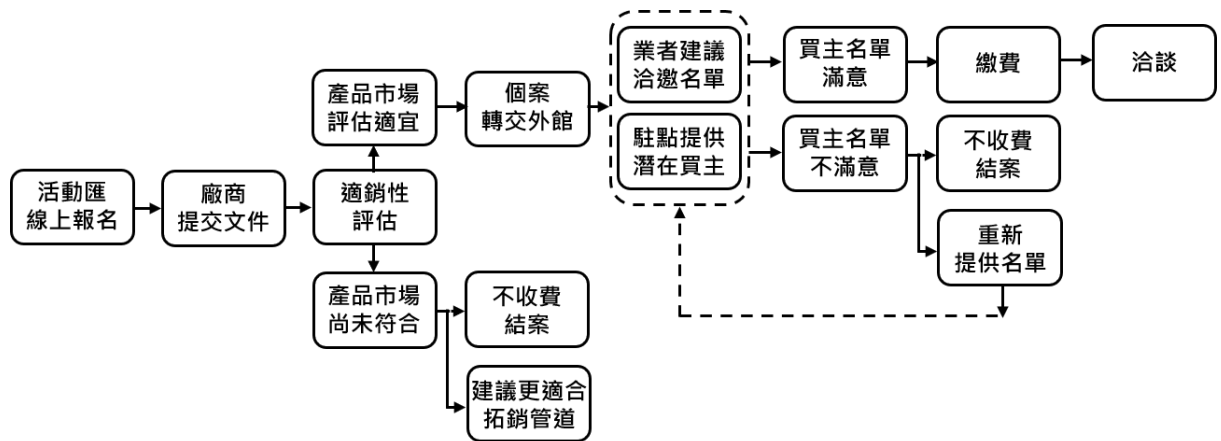 活動匯
線上報名
廠商
提交文件
適銷性
評估
產品市場
評估適宜
個案
轉交外館
業者建議
洽邀名單
駐點提供
潛在買主
買主名單
滿意
繳費
洽談
買主名單
不滿意
不收費
結案
重新
提供名單
產品市場
尚未符合
不收費
結案
建議更適合
拓銷管道